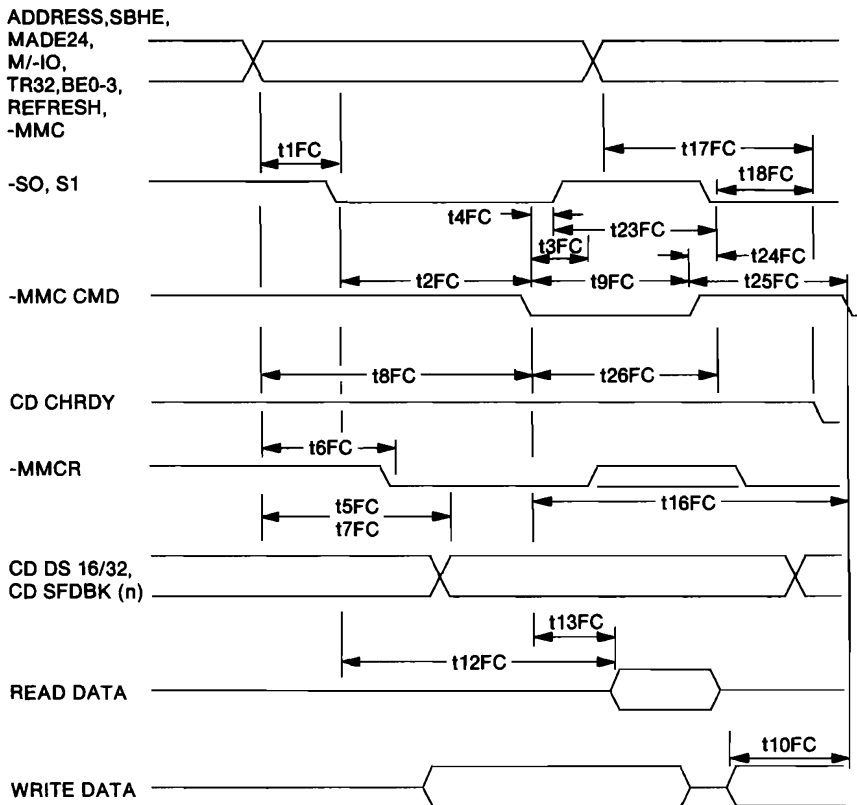 ADDRESS,SBHE,
MADE24,
M/-IO,
TR32,BE0-3,
REFRESH,
-MMC
t1FC
t17FC
t18FC
-SO, S1
t4FC
t23FC
t3FC
t24FC
t2FC
t9FC
t25FC
-MMC CMD
t8FC
t26FC
CD CHRDY
t6FC
-MMCR
t5FC
t7FC
t16FC
CD DS 16/32,
CD SFDBK (n)
t13FC
t12FC
READ DATA
t10FC
WRITE DATA